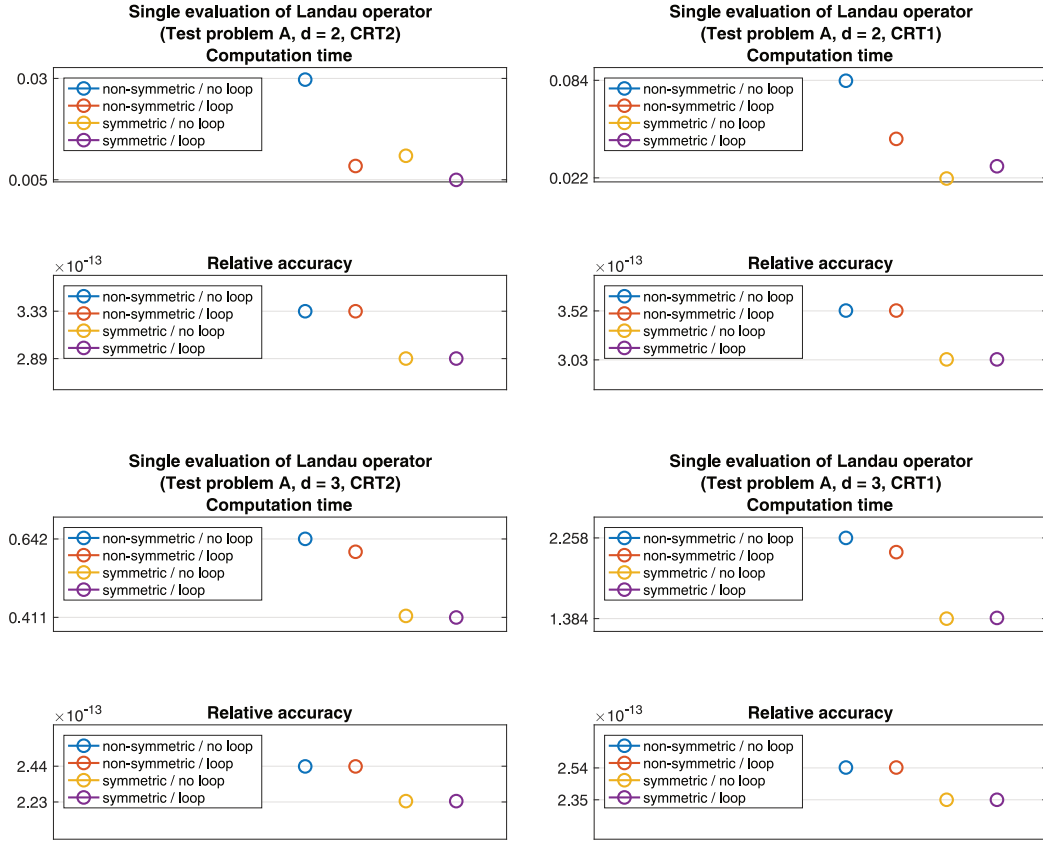 Single evaluation of Landau operator
(Test problem A, d = 2, CRT2)
Computation time
0.03
0.005
non-symmetric / no loop
non-symmetric / loop
symmetric / no loop
symmetric / loop
×10-13
Relative accuracy
3.33
2.89
non-symmetric / no loop
non-symmetric / loop
symmetric / no loop
symmetric / loop
Single evaluation of Landau operator
(Test problem A, d = 2, CRT1)
Computation time
0.084
0.022
non-symmetric / no loop
non-symmetric / loop
symmetric / no loop
symmetric / loop
×10-13
Relative accuracy
3.52
3.03
non-symmetric / no loop
non-symmetric / loop
symmetric / no loop
symmetric / loop
Single evaluation of Landau operator
(Test problem A, d = 3, CRT2)
Computation time
0.642
0.411
non-symmetric / no loop
non-symmetric / loop
symmetric / no loop
symmetric / loop
×10-13
Relative accuracy
2.44
2.23
non-symmetric / no loop
non-symmetric / loop
symmetric / no loop
symmetric / loop
Single evaluation of Landau operator
(Test problem A, d = 3, CRT1)
Computation time
2.258
1.384
non-symmetric / no loop
non-symmetric / loop
symmetric / no loop
symmetric / loop
×10-13
Relative accuracy
2.54
2.35
non-symmetric / no loop
non-symmetric / loop
symmetric / no loop
symmetric / loop